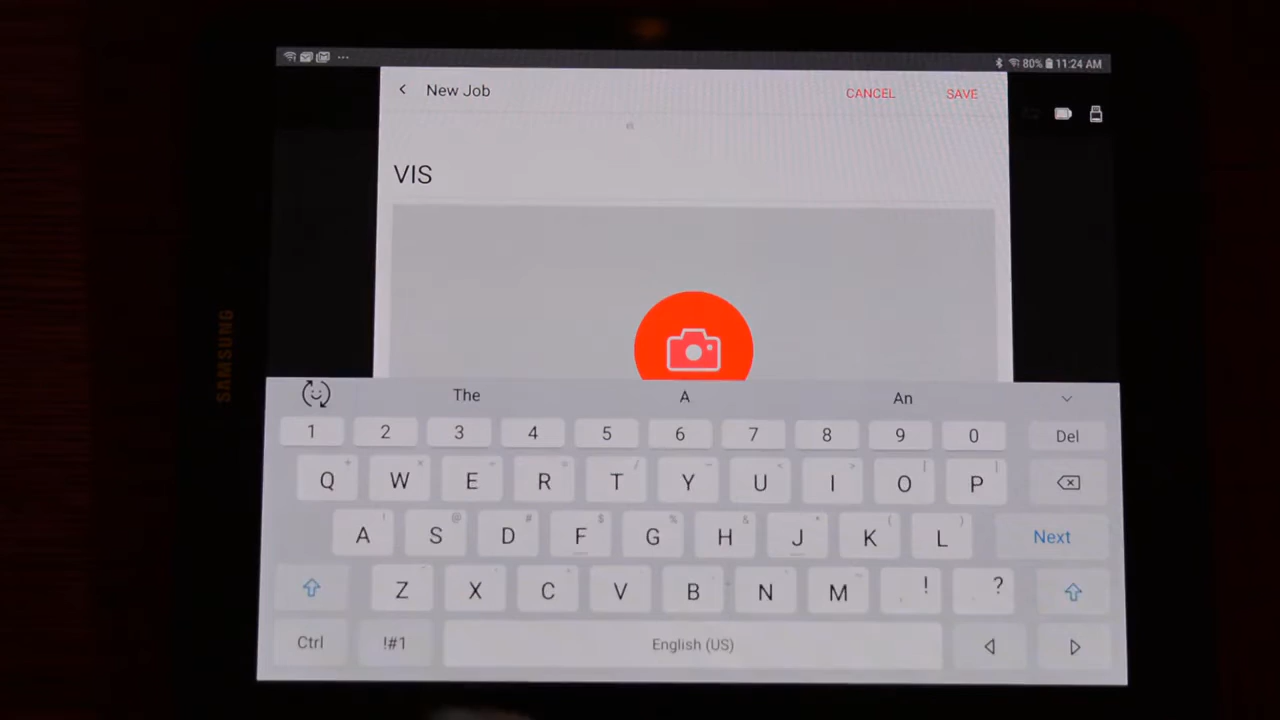 80% 11:24 AM
New Job CANCEL SAVE
VIS
SAMSUNG
The A An
1 2 3 4 5 6 7 8 9 0 Del
Q W E R T Y U I O P
A S D F G H J K L Next
Z X C V B N M ! ?
Ctrl !#1 English (US)